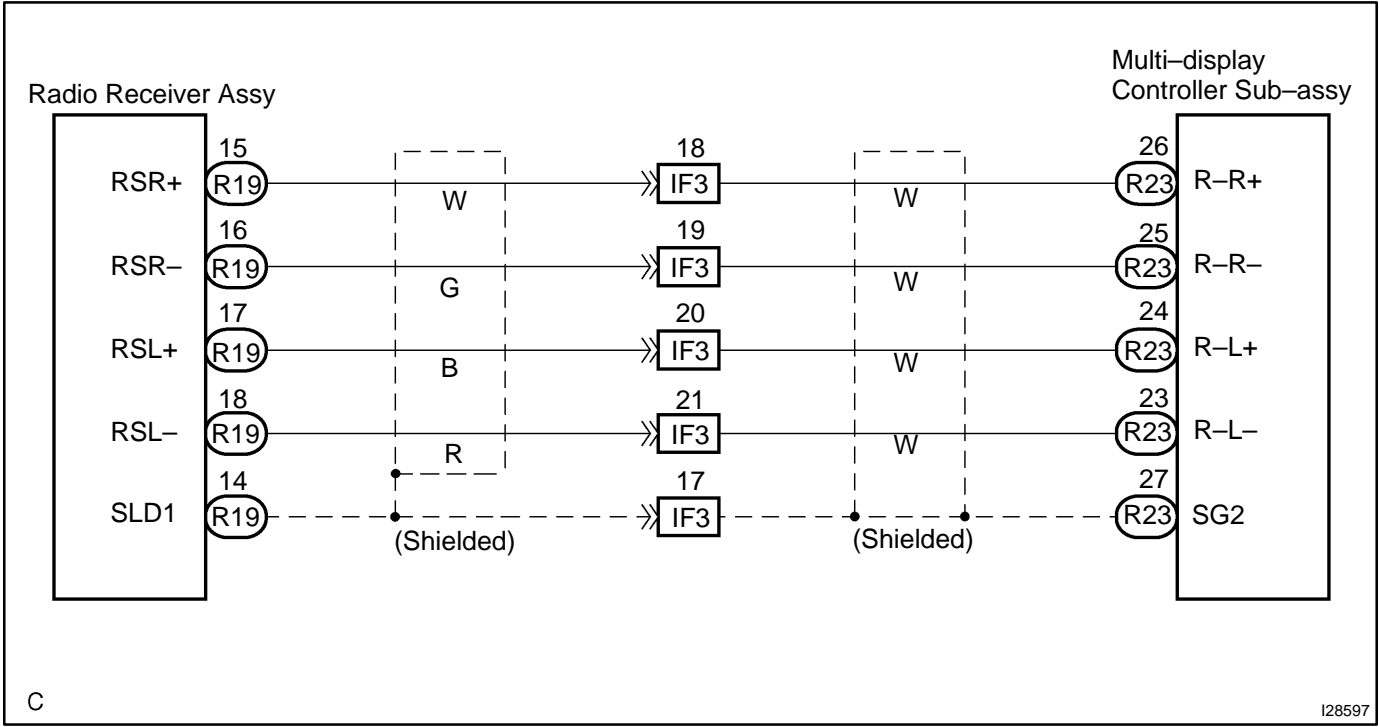 Multi–display
Controller Sub–assy
Radio Receiver Assy
15 18 26
RSR+ R19 IF3 R23 R–R+
W W
16 19 25
RSR– R19 IF3 R23 R–R–
G W
17 20 24
RSL+ R19 IF3 R23 R–L+
B W
18 21 23
RSL– R19 IF3 R23 R–L–
R W
14 17 27
SLD1 R19 IF3 R23 SG2
(Shielded) (Shielded)
C I28597